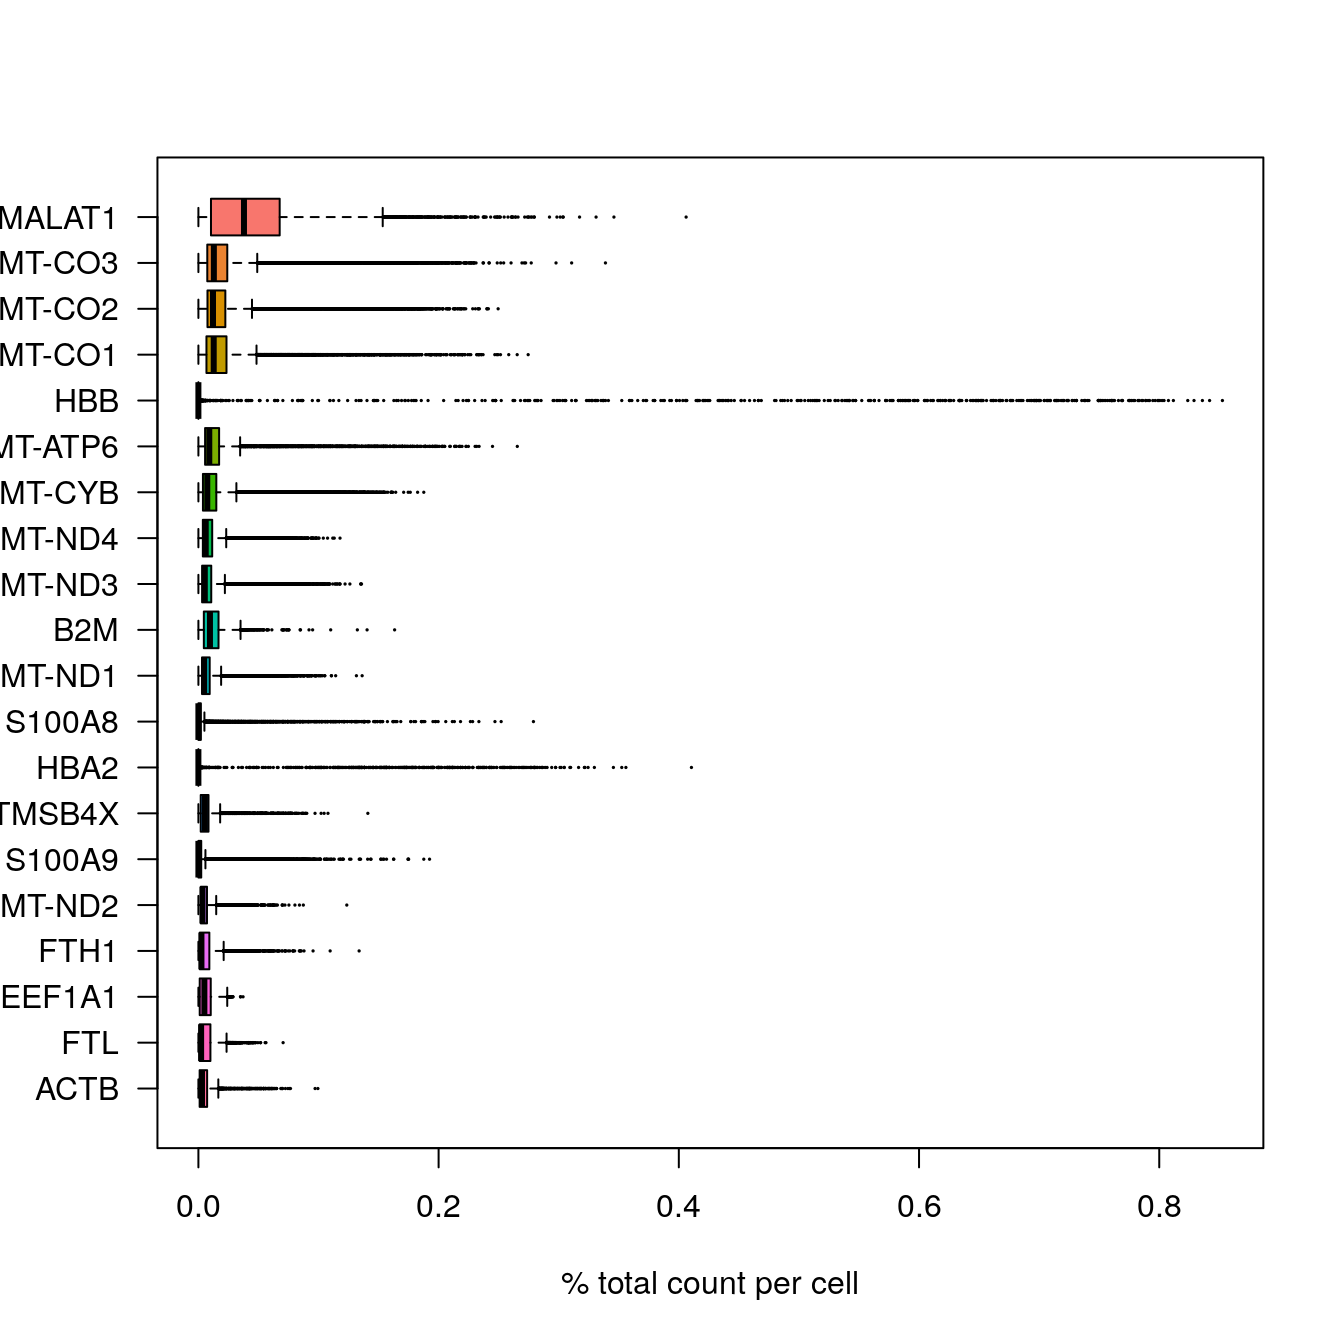 MALAT1
MT-CO3
MT-CO2
MT-CO1
HBB
MT-ATP6
MT-CYB
MT-ND4
MT-ND3
B2M
MT-ND1
S100A8
HBA2
TMSB4X
S100A9
MT-ND2
FTH1
EEF1A1
FTL
ACTB
0.0 0.2 0.4 0.6 0.8
% total count per cell